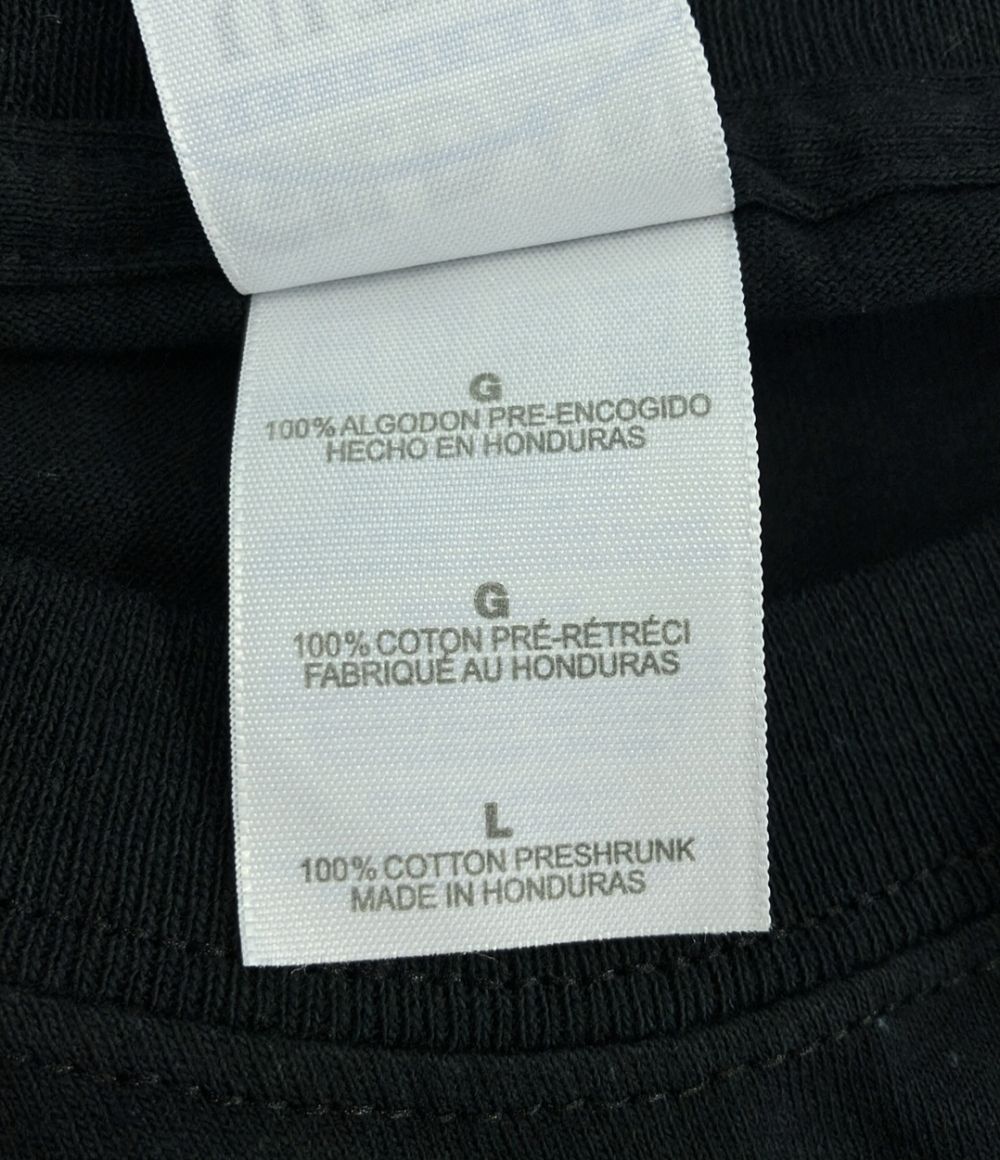 G
100% ALGODON PRE-ENCOGIDO
HECHO EN HONDURAS
G
100% COTON PRÉ-RÉTRÉCI
FABRIQUÉ AU HONDURAS
L
100% COTTON PRESHRUNK
MADE IN HONDURAS